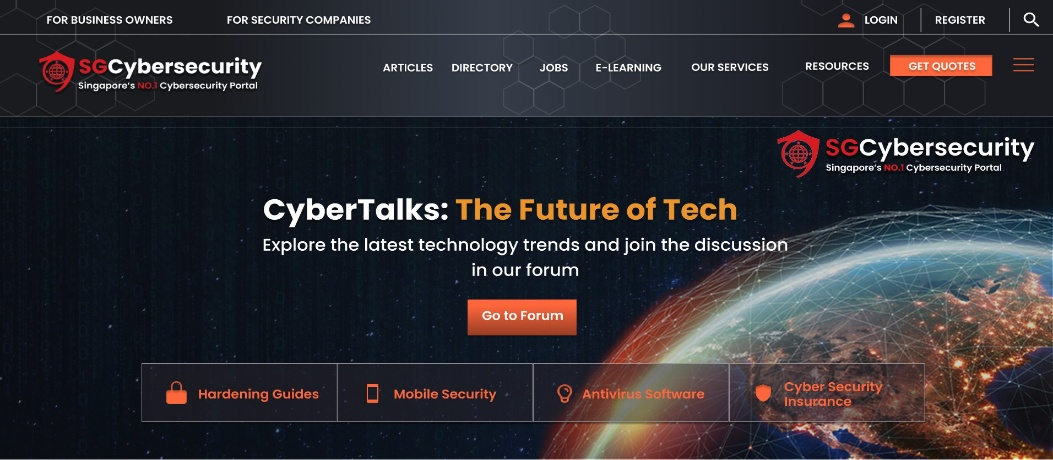 FOR BUSINESS OWNERS
FOR SECURITY COMPANIES
LOGIN
REGISTER
SGCybersecurity
Singapore's NO.1 Cybersecurity Portal
ARTICLES
DIRECTORY
JOBS
E-LEARNING
OUR SERVICES
RESOURCES
GET QUOTES
SGCybersecurity
Singapore's NO.1 Cybersecurity Portal
CyberTalks: The Future of Tech
Explore the latest technology trends and join the discussion
in our forum
Go to Forum
Hardening Guides
Mobile Security
Antivirus Software
Cyber Security
Insurance